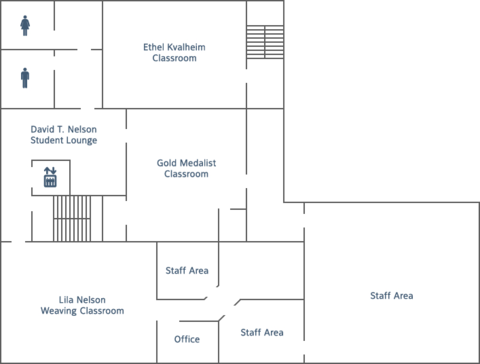 Ethel Kvalheim
Classroom
David T. Nelson
Student Lounge
Gold Medalist
Classroom
Staff Area
Lila Nelson
Weaving Classroom
Staff Area
Office
Staff Area